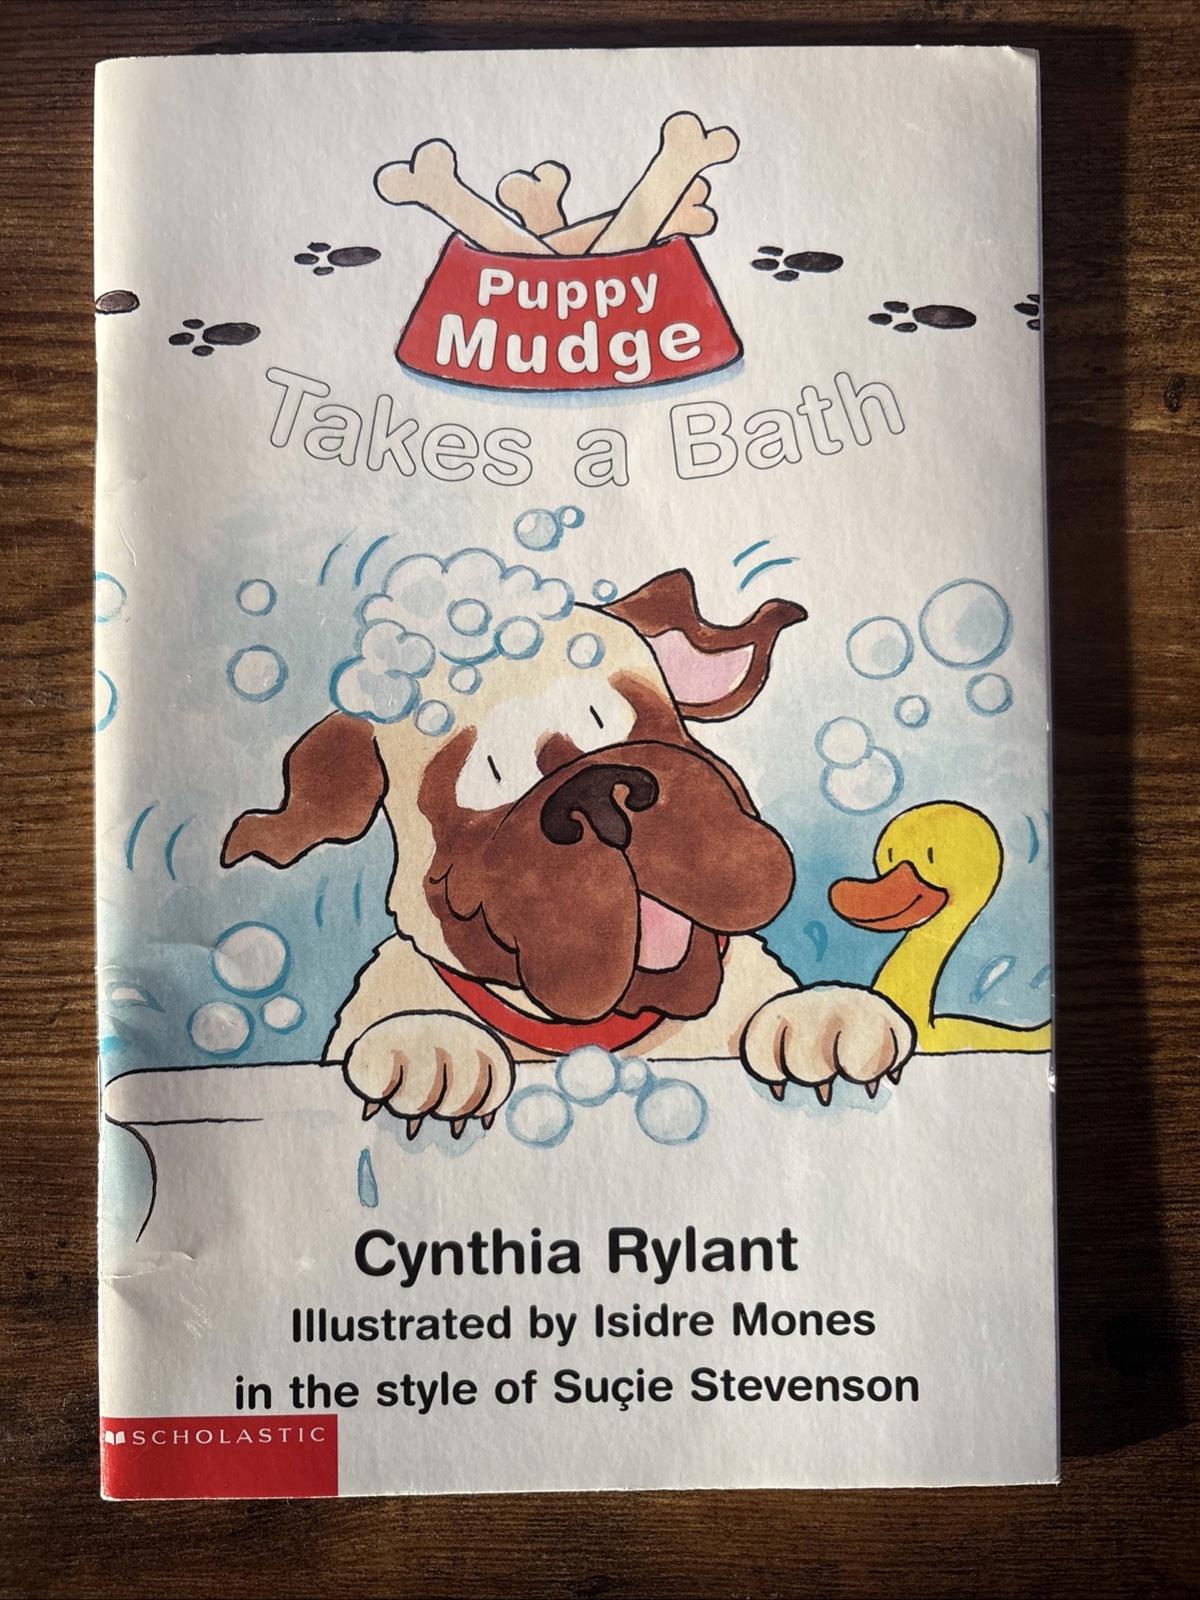 Puppy
Mudge
Takes a Bath
Cynthia Rylant
Illustrated by Isidre Mones
in the style of Suçie Stevenson
SCHOLASTIC